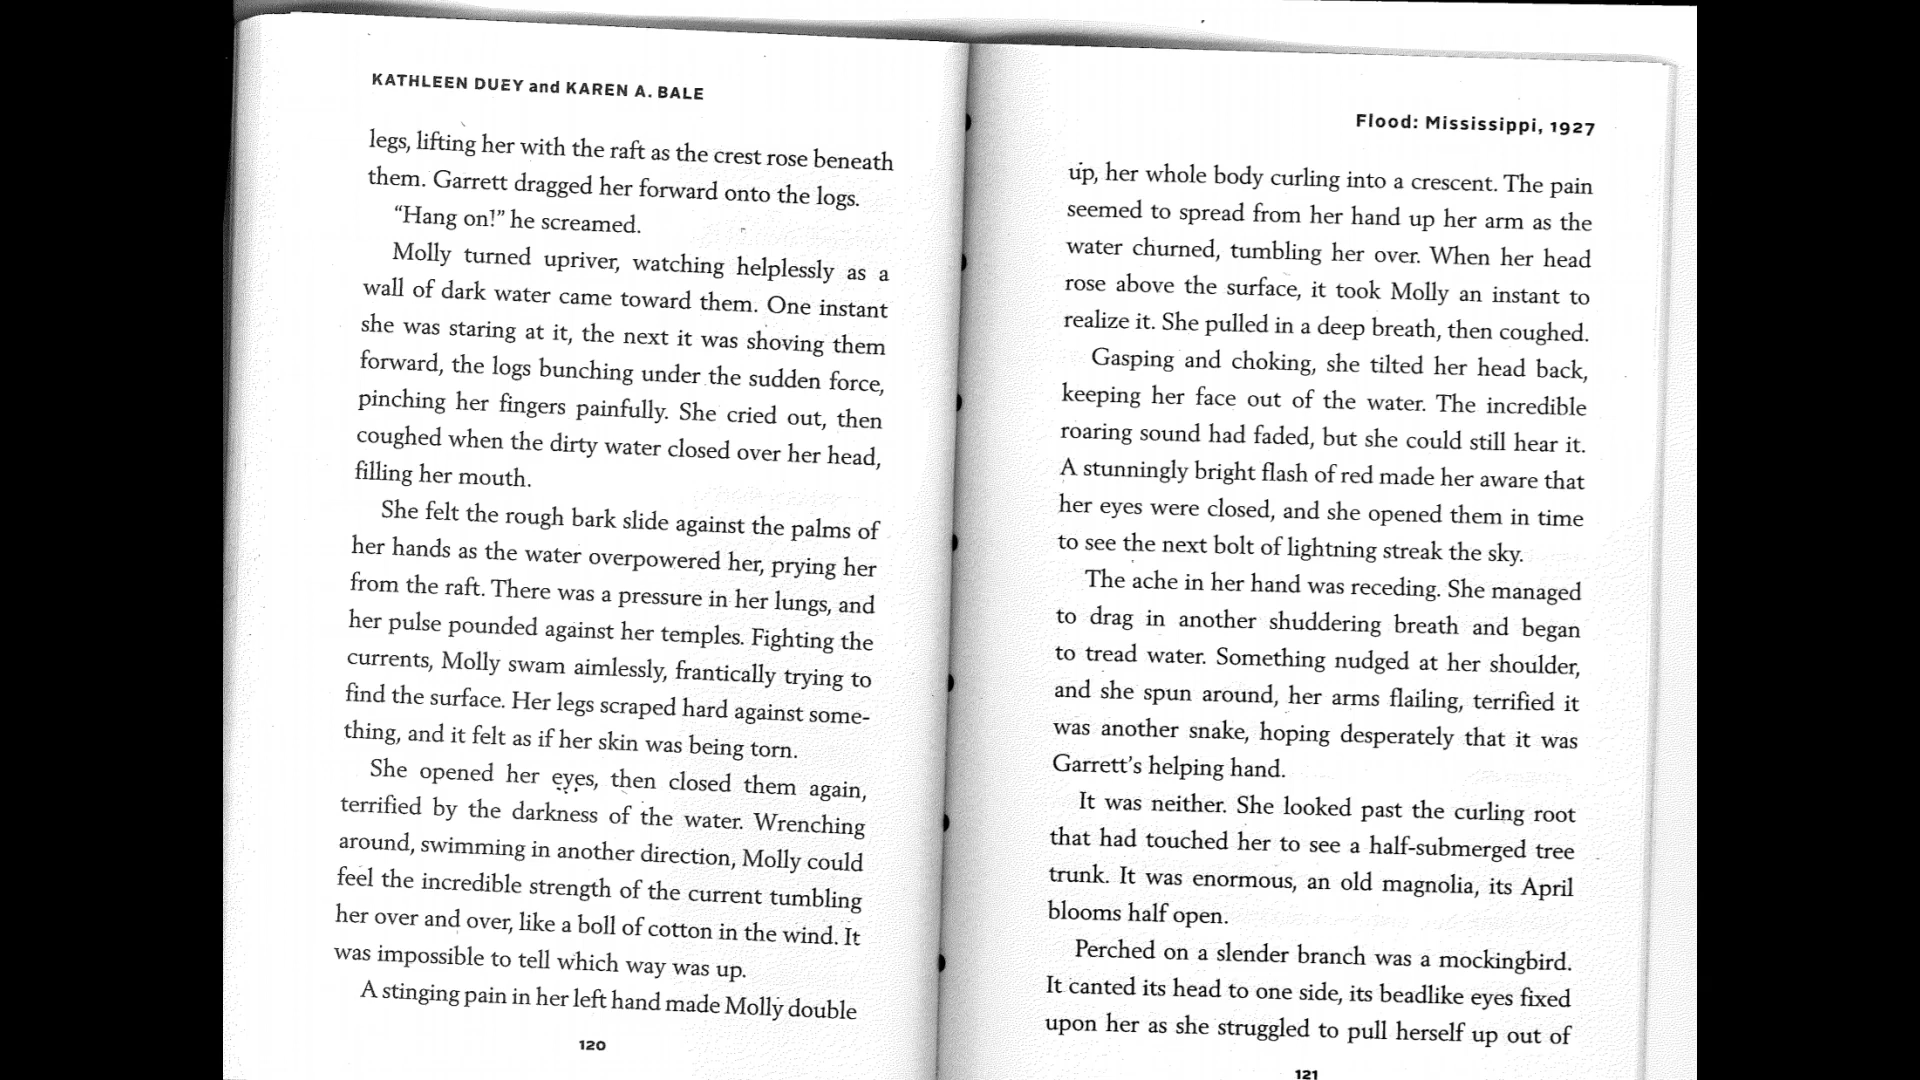 KATHLEEN DUEY and KAREN A. BALE
legs, lifting her with the raft as the crest rose beneath
them. Garrett dragged her forward onto the logs.
“Hang on!” he screamed.
Molly turned upriver, watching helplessly as a
wall of dark water came toward them. One instant
she was staring at it, the next it was shoving them
forward, the logs bunching under the sudden force,
pinching her fingers painfully. She cried out, then
coughed when the dirty water closed over her head,
filling her mouth.
She felt the rough bark slide against the palms of
her hands as the water overpowered her, prying her
from the raft. There was a pressure in her lungs, and
her pulse pounded against her temples. Fighting the
currents, Molly swam aimlessly, frantically trying to
find the surface. Her legs scraped hard against some-
thing, and it felt as if her skin was being torn.
She opened her eyes, then closed them again,
terrified by the darkness of the water. Wrenching
around, swimming in another direction, Molly could
feel the incredible strength of the current tumbling
her over and over, like a boll of cotton in the wind. It
was impossible to tell which way was up.
A stinging pain in her left hand made Molly double
120
Flood: Mississippi, 1927
up, her whole body curling into a crescent. The pain
seemed to spread from her hand up her arm as the
water churned, tumbling her over. When her head
rose above the surface, it took Molly an instant to
realize it. She pulled in a deep breath, then coughed.
Gasping and choking, she tilted her head back,
keeping her face out of the water. The incredible
roaring sound had faded, but she could still hear it.
A stunningly bright flash of red made her aware that
her eyes were closed, and she opened them in time
to see the next bolt of lightning streak the sky.
The ache in her hand was receding. She managed
to drag in another shuddering breath and began
to tread water. Something nudged at her shoulder,
and she spun around, her arms flailing, terrified it
was another snake, hoping desperately that it was
Garrett’s helping hand.
It was neither. She looked past the curling root
that had touched her to see a half-submerged tree
trunk. It was enormous, an old magnolia, its April
blooms half open.
Perched on a slender branch was a mockingbird.
It canted its head to one side, its beadlike eyes fixed
upon her as she struggled to pull herself up out of
121